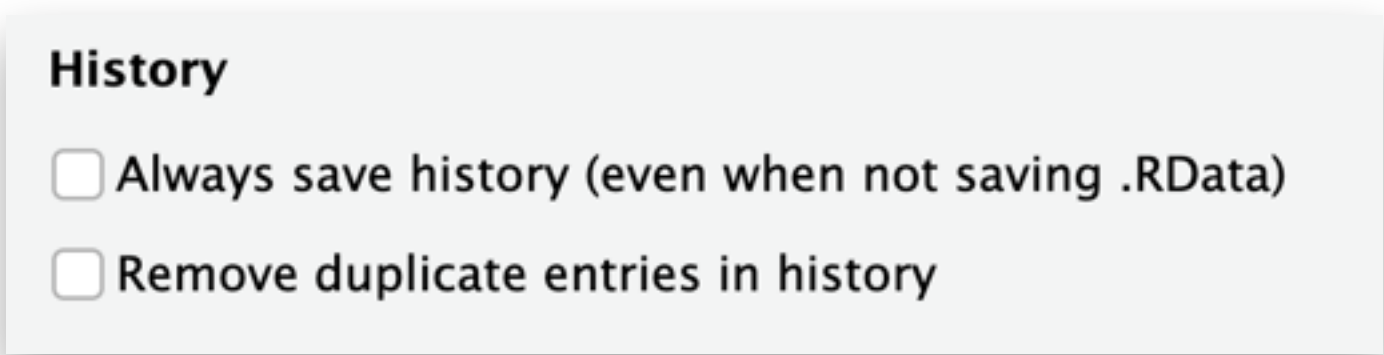 History
Always save history (even when not saving .RData)
Remove duplicate entries in history